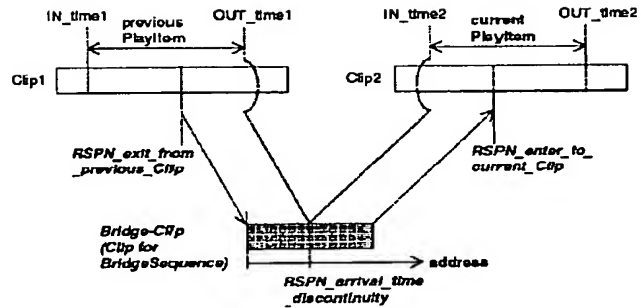 IN_time1
previous
PlayItem
OUT_time1
IN_time2
current
PlayItem
OUT_time2
Clip1
Clip2
RSPN_exit_from
_previous_Clip
RSPN_enter_to_
current_Clip
Bridge-Clip
(Clip for
BridgeSequence)
address
RSPN_arrival_time
_discontinuity